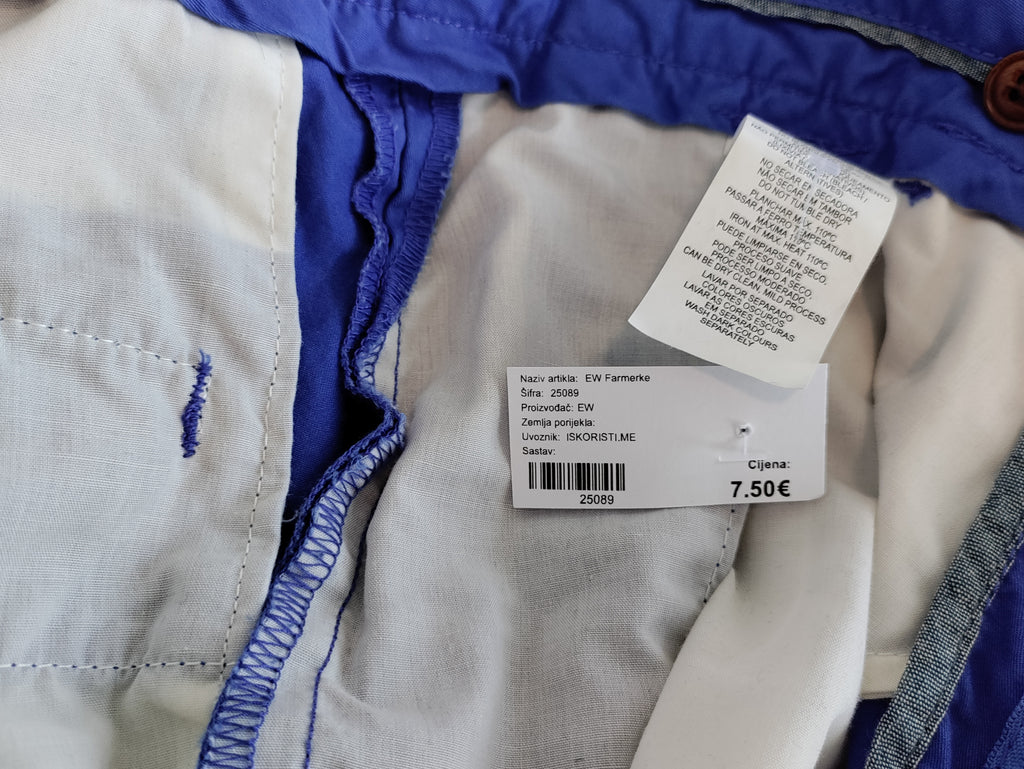 NO SECAR EN SECADORA
NÃO SECAR EM TAMBOR
DO NOT TUMBLE DRY
PLANCHAR MAX. 110ºC
PASSAR A FERRO TEMPERATURA
MÁXIMA 110ºC
IRON AT MAX. HEAT 110ºC
PUEDE LIMPIARSE EN SECO,
PROCESO SUAVE
PODE SER LIMPO A SECO,
PROCESSO MODERADO
CAN BE DRY CLEAN, MILD PROCESS
LAVAR POR SEPARADO
COLORES OSCUROS
LAVAR AS CORES ESCURAS
EM SEPARADO
WASH DARK COLOURS
SEPARATELY
Naziv artikla: EW Farmerke
Šifra: 25089
Proizvođač: EW
Zemlja porijekla:
Uvoznik: ISKORISTI.ME
Sastav:
Cijena:
25089
7.50€